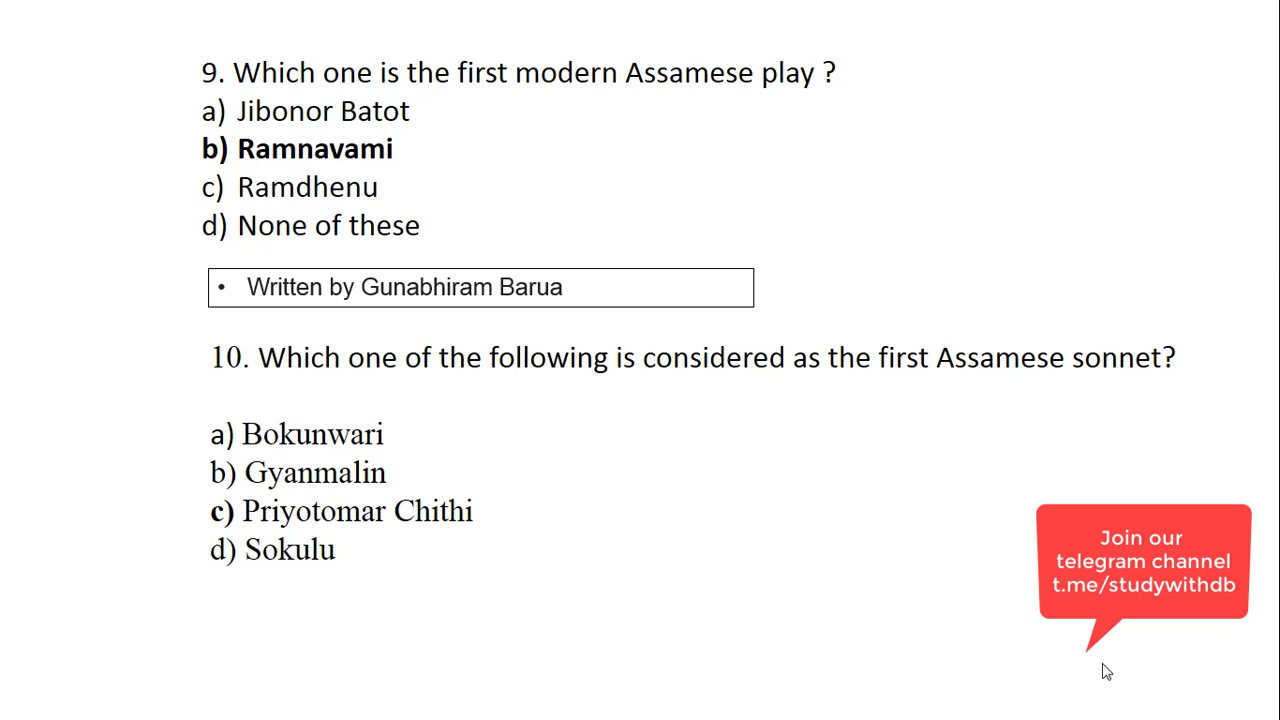 9. Which one is the first modern Assamese play ?
a) Jibonor Batot
b) Ramnavami
c) Ramdhenu
d) None of these
• Written by Gunabhiram Barua
10. Which one of the following is considered as the first Assamese sonnet?
a) Bokunwari
b) Gyanmalin
c) Priyotomar Chithi
d) Sokulu
Join our
telegram channel
t.me/studywithdb